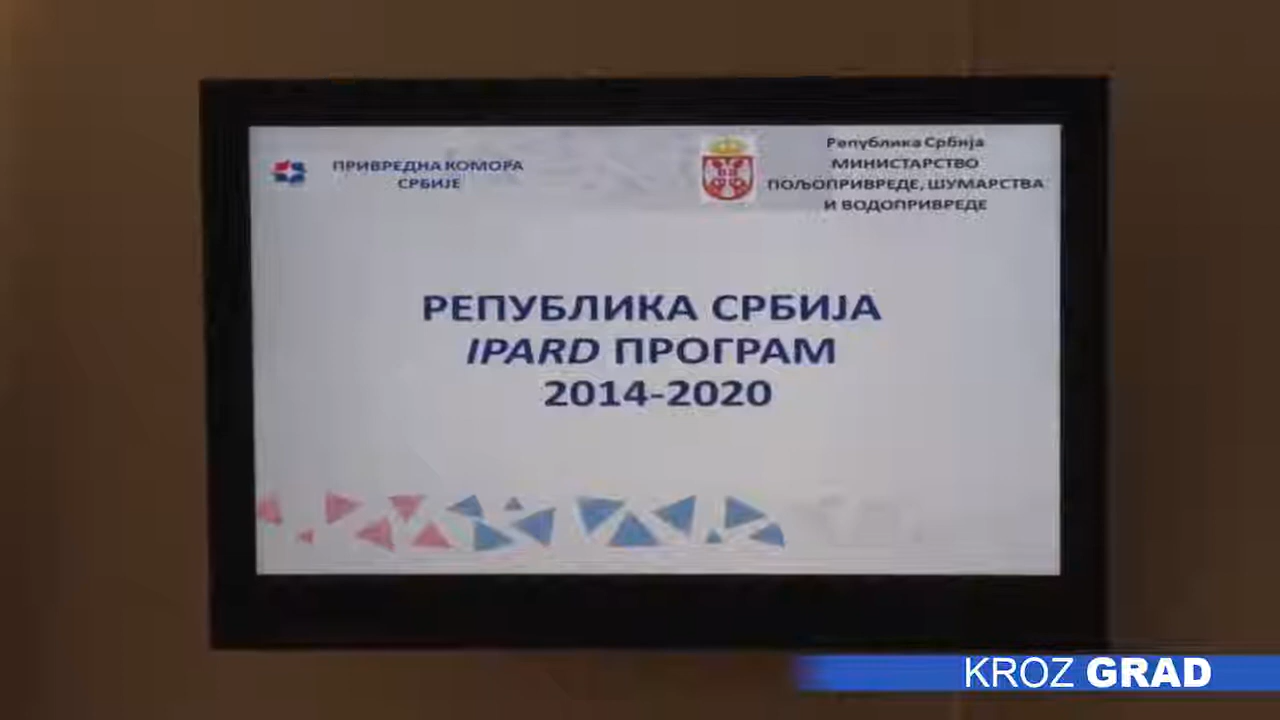 ПРИВРЕДНА КОМОРА
СРБИЈЕ
Република Србија
МИНИСТАРСТВО
ПОЉОПРИВРЕДЕ, ШУМАРСТВА
И ВОДОПРИВРЕДЕ
РЕПУБЛИКА СРБИЈА
IPARD ПРОГРАМ
2014-2020
KROZ GRAD